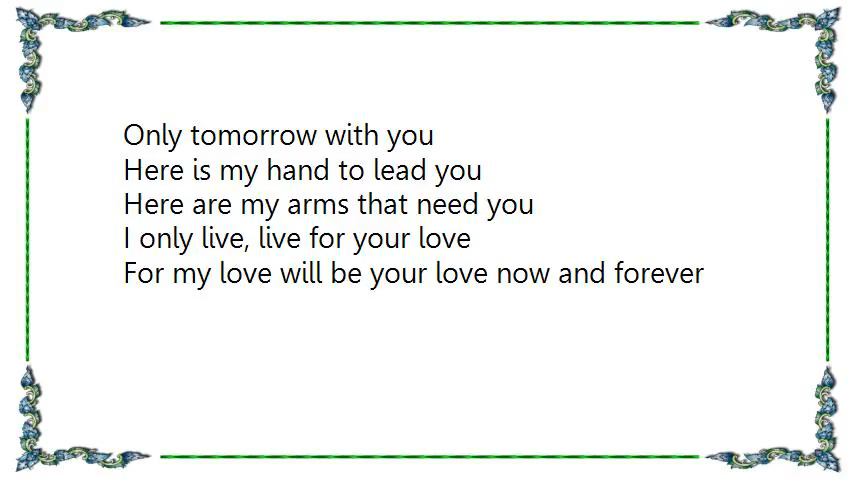 Only tomorrow with you
Here is my hand to lead you
Here are my arms that need you
I only live, live for your love
For my love will be your love now and forever